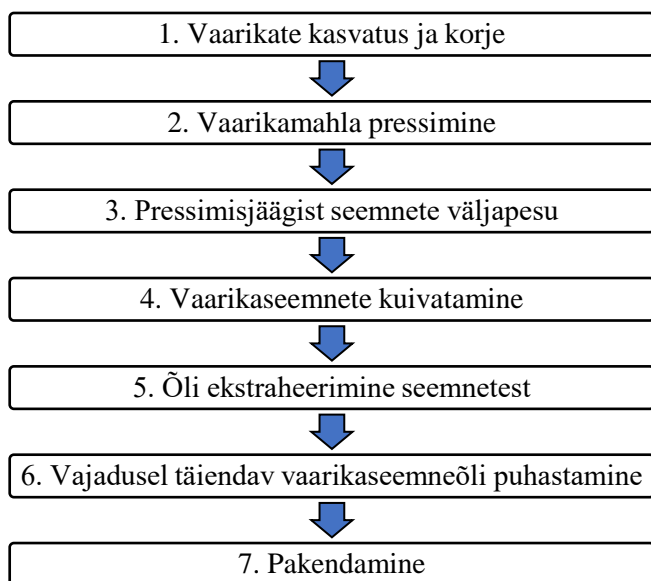 1. Vaarikate kasvatus ja korje
2. Vaarikamahla pressimine
3. Pressimisjäägist seemnete väljapesu
4. Vaarikaseemnete kuivatamine
5. Õli ekstraheerimine seemnetest
6. Vajadusel täiendav vaarikaseemneõli puhastamine
7. Pakendamine